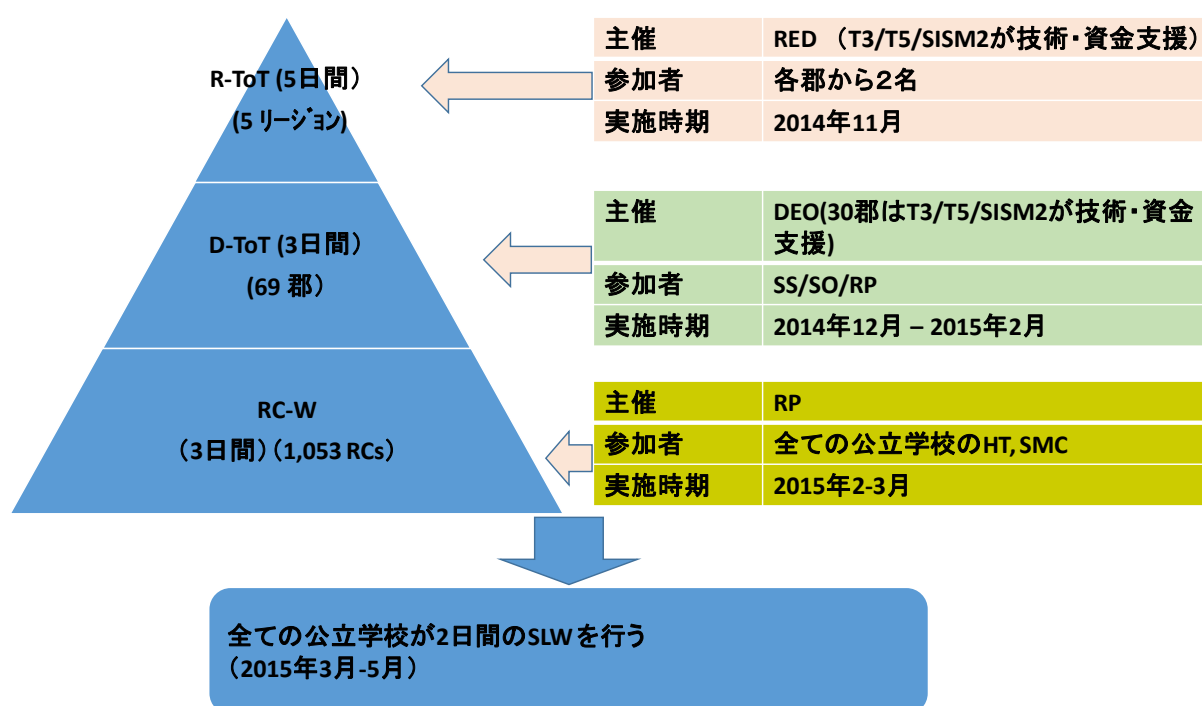 R-ToT (5日間)
(5 リージョン)
主催 RED （T3/T5/SISM2が技術・資金支援）
参加者 各郡から２名
実施時期 2014年11月
D-ToT (3日間)
(69 郡）
主催 DEO(30郡はT3/T5/SISM2が技術・資金
支援)
参加者 SS/SO/RP
実施時期 2014年12月 – 2015年2月
RC-W
（3日間）（1,053 RCs）
主催 RP
参加者 全ての公立学校のHT, SMC
実施時期 2015年2-3月
全ての公立学校が2日間のSLWを行う
（2015年3月-5月）